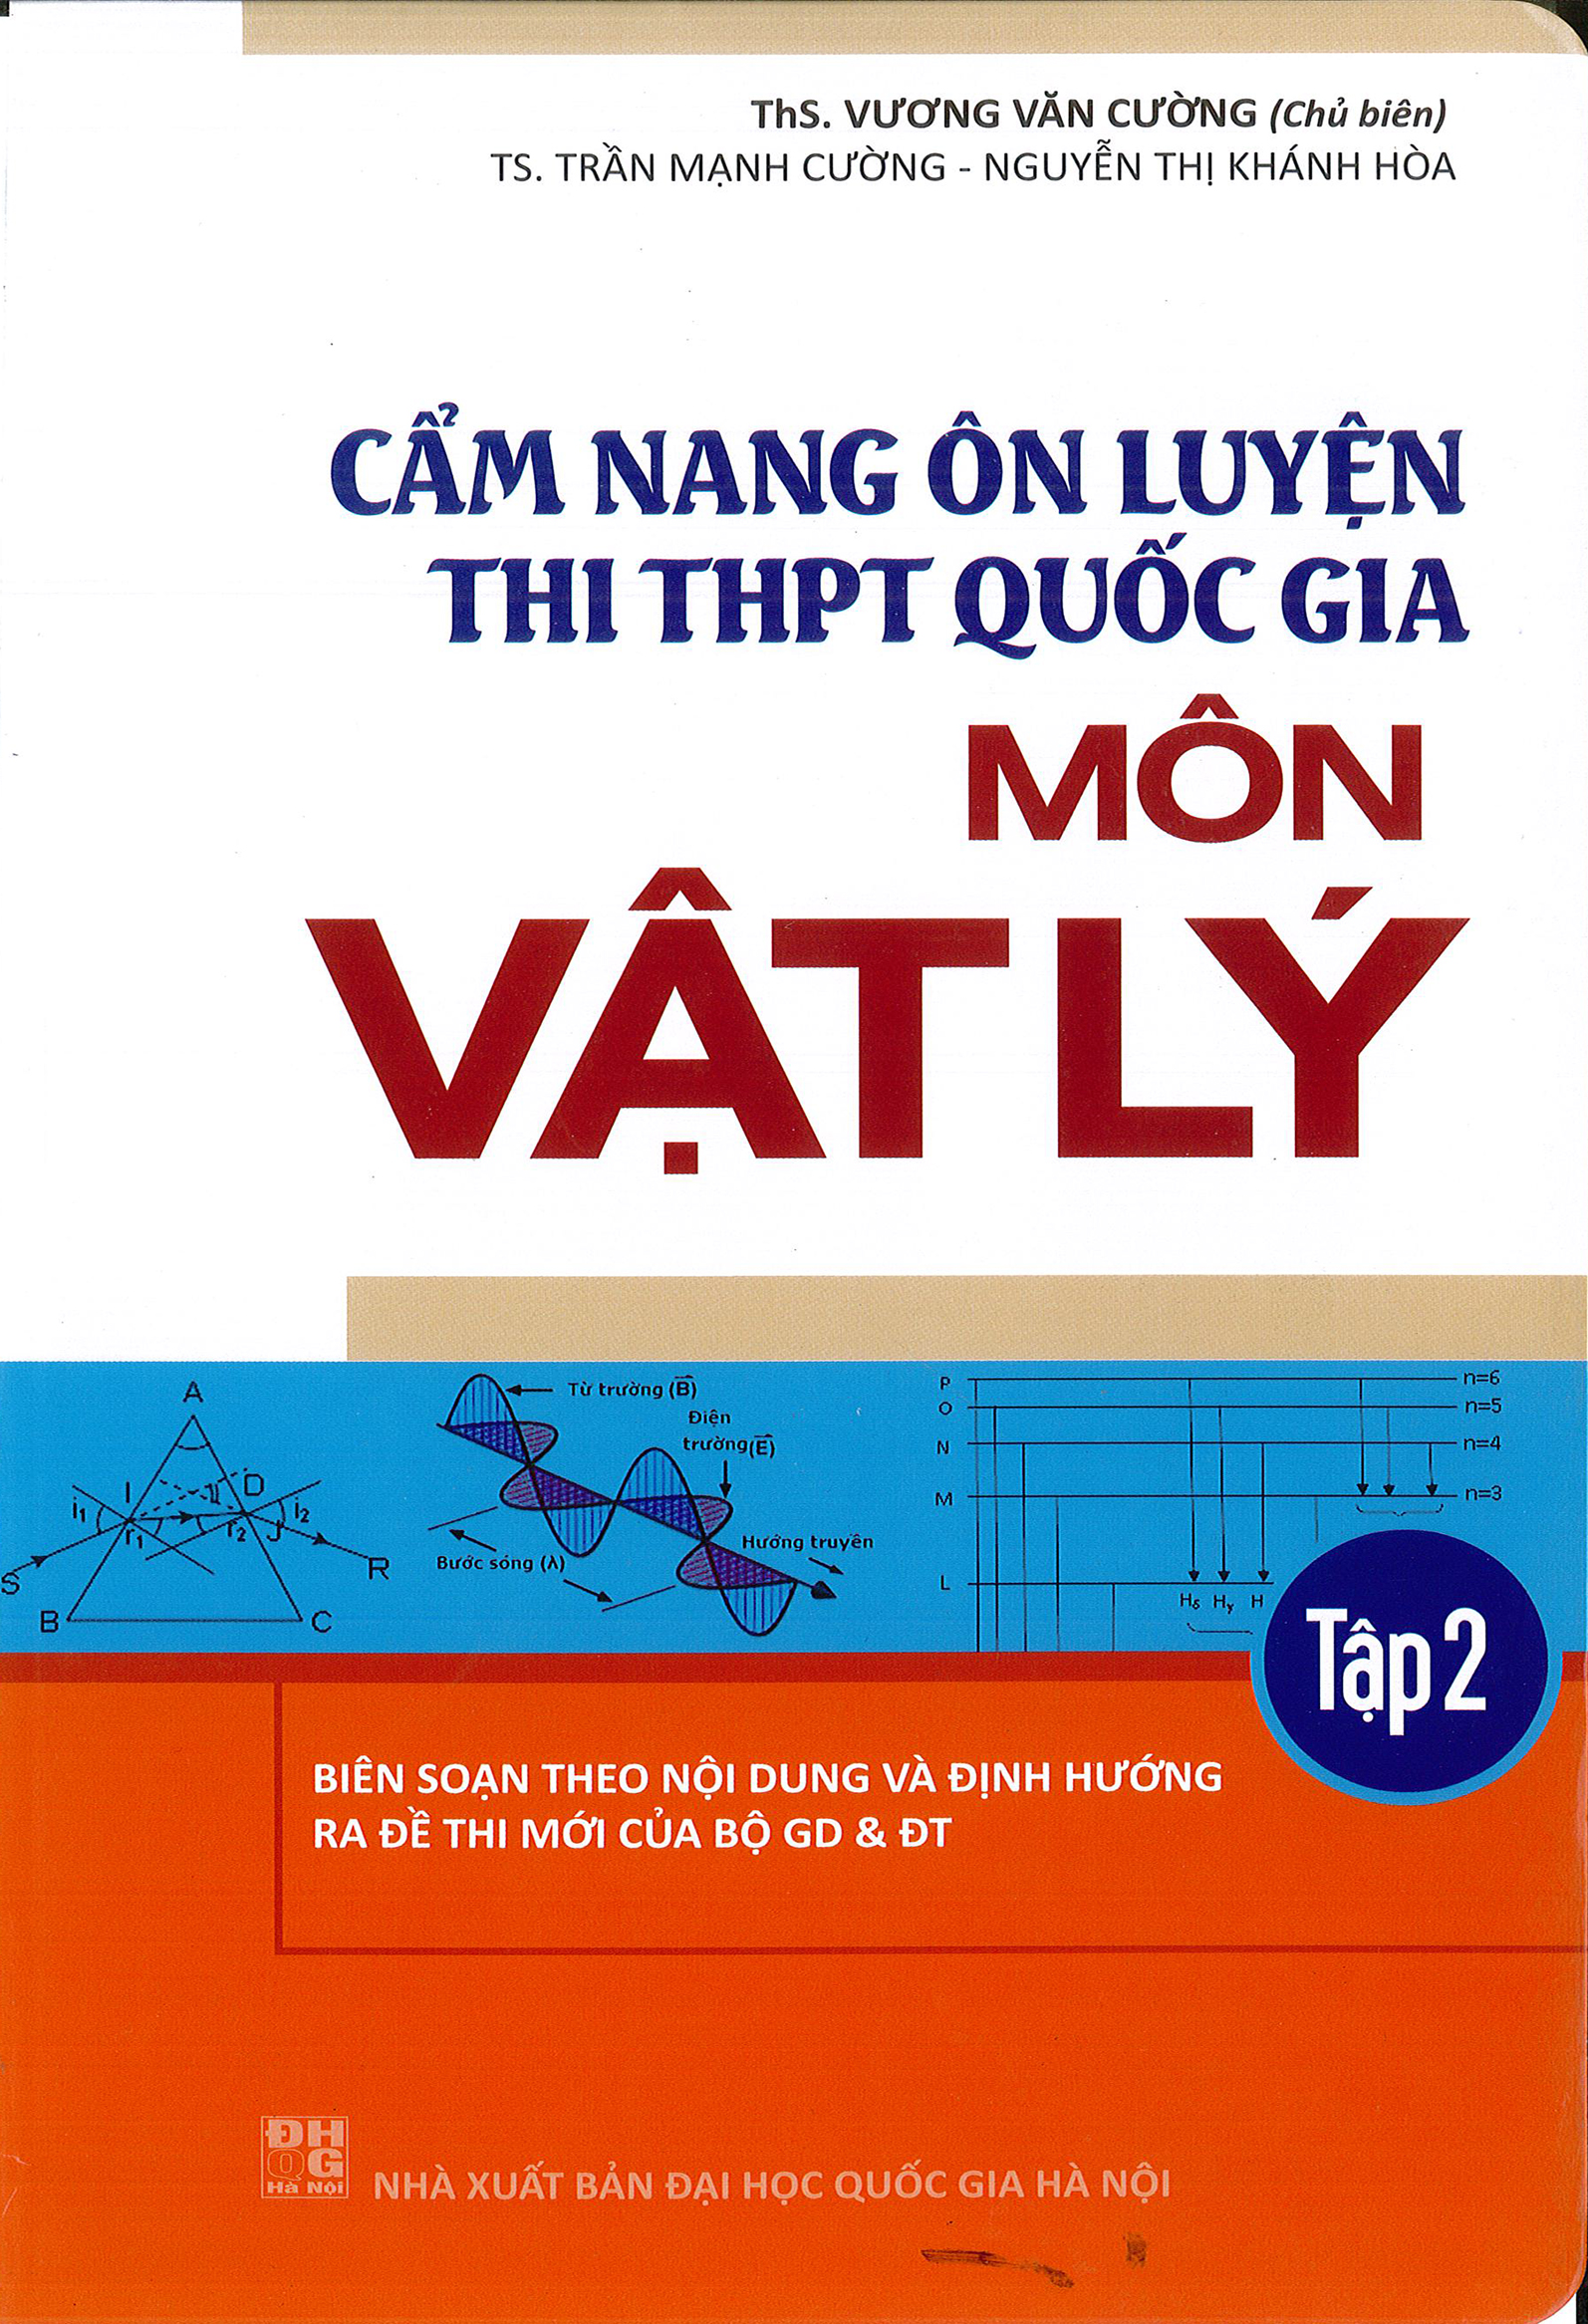 ThS. VƯƠNG VĂN CƯỜNG (Chủ biên)
TS. TRẦN MẠNH CƯỜNG - NGUYỄN THỊ KHÁNH HÒA
CẨM NANG ÔN LUYỆN
THI THPT QUỐC GIA
MÔN
VẬT LÝ
A
I
D
i₁
r₁
r₂
J
i₂
S
R
B
C
Từ trường (B⃗)
Điện
trường(E⃗)
Hướng truyền
Bước sóng (λ)
P
n=6
O
n=5
N
n=4
M
n=3
L
Hδ Hγ H
Tập 2
BIÊN SOẠN THEO NỘI DUNG VÀ ĐỊNH HƯỚNG
RA ĐỀ THI MỚI CỦA BỘ GD & ĐT
ĐH
QG
Hà Nội
NHÀ XUẤT BẢN ĐẠI HỌC QUỐC GIA HÀ NỘI